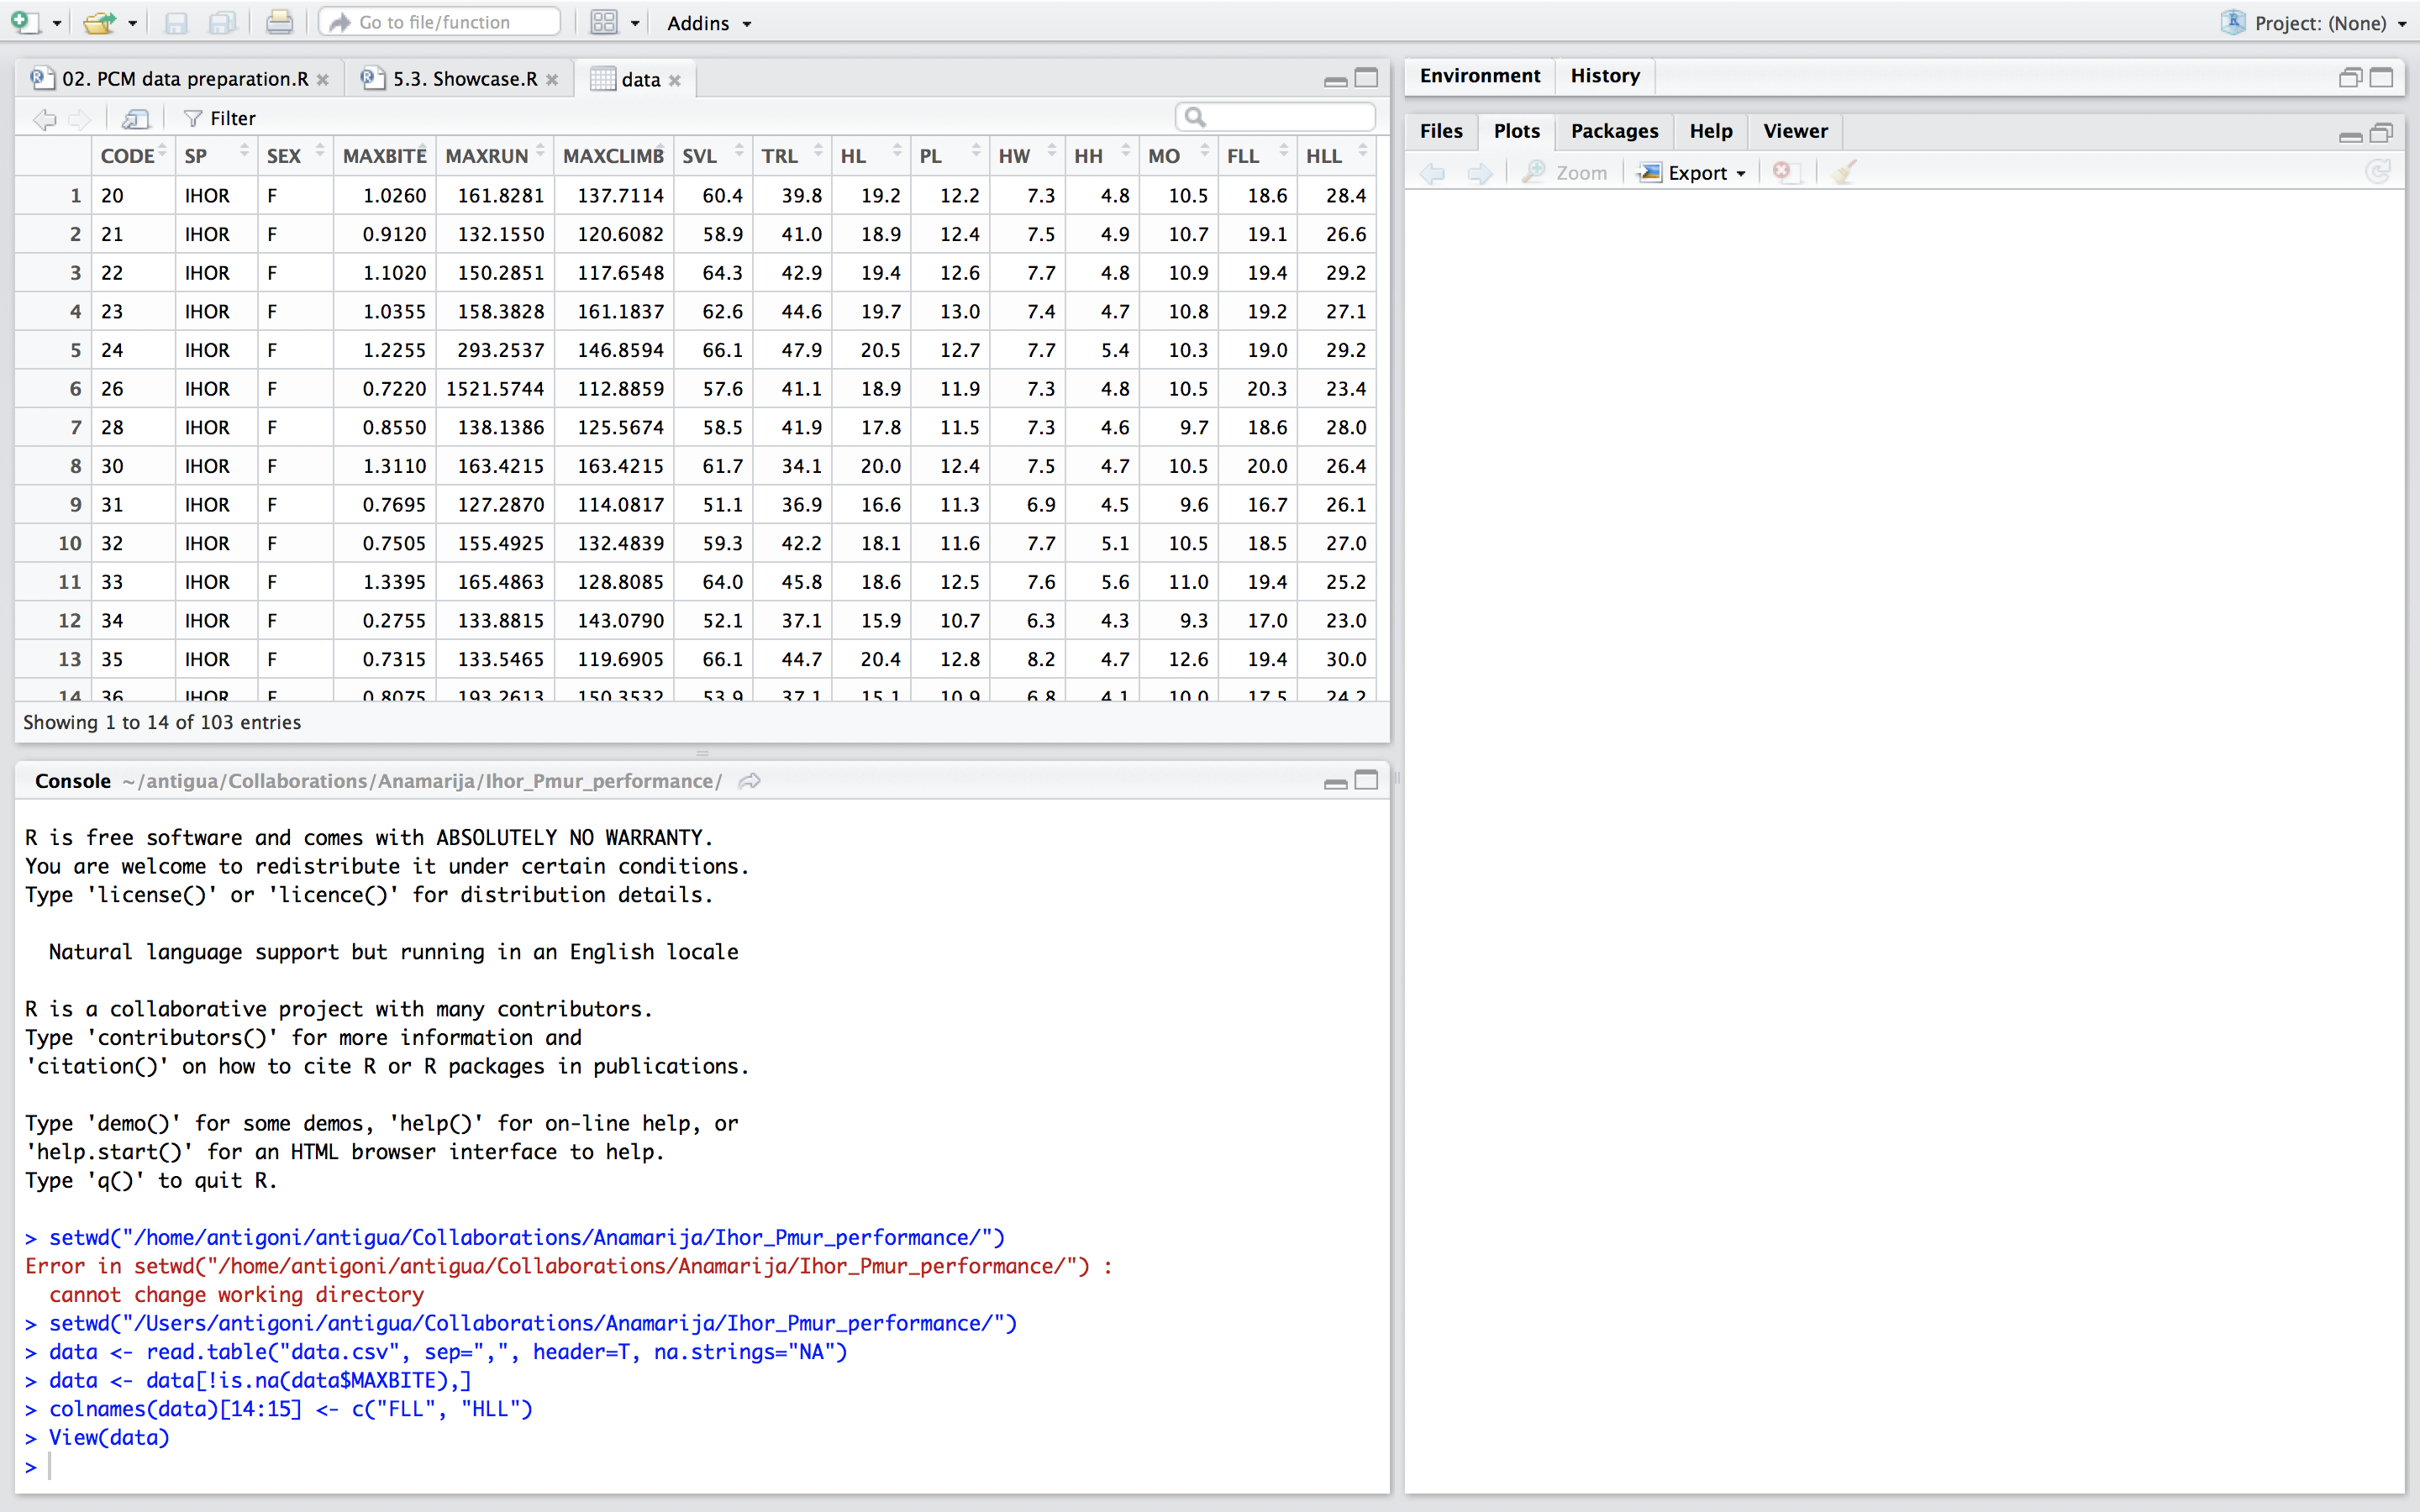 Go to file/function Addins Project: (None)
02. PCM data preparation.R 5.3. Showcase.R data
Filter
CODE SP SEX MAXBITE MAXRUN MAXCLIMB SVL TRL HL PL HW HH MO FLL HLL
1 20 IHOR F 1.0260 161.8281 137.7114 60.4 39.8 19.2 12.2 7.3 4.8 10.5 18.6 28.4
2 21 IHOR F 0.9120 132.1550 120.6082 58.9 41.0 18.9 12.4 7.5 4.9 10.7 19.1 26.6
3 22 IHOR F 1.1020 150.2851 117.6548 64.3 42.9 19.4 12.6 7.7 4.8 10.9 19.4 29.2
4 23 IHOR F 1.0355 158.3828 161.1837 62.6 44.6 19.7 13.0 7.4 4.7 10.8 19.2 27.1
5 24 IHOR F 1.2255 293.2537 146.8594 66.1 47.9 20.5 12.7 7.7 5.4 10.3 19.0 29.2
6 26 IHOR F 0.7220 1521.5744 112.8859 57.6 41.1 18.9 11.9 7.3 4.8 10.5 20.3 23.4
7 28 IHOR F 0.8550 138.1386 125.5674 58.5 41.9 17.8 11.5 7.3 4.6 9.7 18.6 28.0
8 30 IHOR F 1.3110 163.4215 163.4215 61.7 34.1 20.0 12.4 7.5 4.7 10.5 20.0 26.4
9 31 IHOR F 0.7695 127.2870 114.0817 51.1 36.9 16.6 11.3 6.9 4.5 9.6 16.7 26.1
10 32 IHOR F 0.7505 155.4925 132.4839 59.3 42.2 18.1 11.6 7.7 5.1 10.5 18.5 27.0
11 33 IHOR F 1.3395 165.4863 128.8085 64.0 45.8 18.6 12.5 7.6 5.6 11.0 19.4 25.2
12 34 IHOR F 0.2755 133.8815 143.0790 52.1 37.1 15.9 10.7 6.3 4.3 9.3 17.0 23.0
13 35 IHOR F 0.7315 133.5465 119.6905 66.1 44.7 20.4 12.8 8.2 4.7 12.6 19.4 30.0
14 36 IHOR F 0.8075 193.2613 150.3532 53.9 37.1 15.1 10.9 6.8 4.1 10.0 17.5 24.2
Showing 1 to 14 of 103 entries
Console ~/antigua/Collaborations/Anamarija/Ihor_Pmur_performance/
R is free software and comes with ABSOLUTELY NO WARRANTY.
You are welcome to redistribute it under certain conditions.
Type 'license()' or 'licence()' for distribution details.
Natural language support but running in an English locale
R is a collaborative project with many contributors.
Type 'contributors()' for more information and
'citation()' on how to cite R or R packages in publications.
Type 'demo()' for some demos, 'help()' for on-line help, or
'help.start()' for an HTML browser interface to help.
Type 'q()' to quit R.
> setwd("/home/antigoni/antigua/Collaborations/Anamarija/Ihor_Pmur_performance/")
Error in setwd("/home/antigoni/antigua/Collaborations/Anamarija/Ihor_Pmur_performance/") :
cannot change working directory
> setwd("/Users/antigoni/antigua/Collaborations/Anamarija/Ihor_Pmur_performance/")
> data <- read.table("data.csv", sep=",", header=T, na.strings="NA")
> data <- data[!is.na(data$MAXBITE),]
> colnames(data)[14:15] <- c("FLL", "HLL")
> View(data)
>
Environment History
Files Plots Packages Help Viewer
Zoom Export